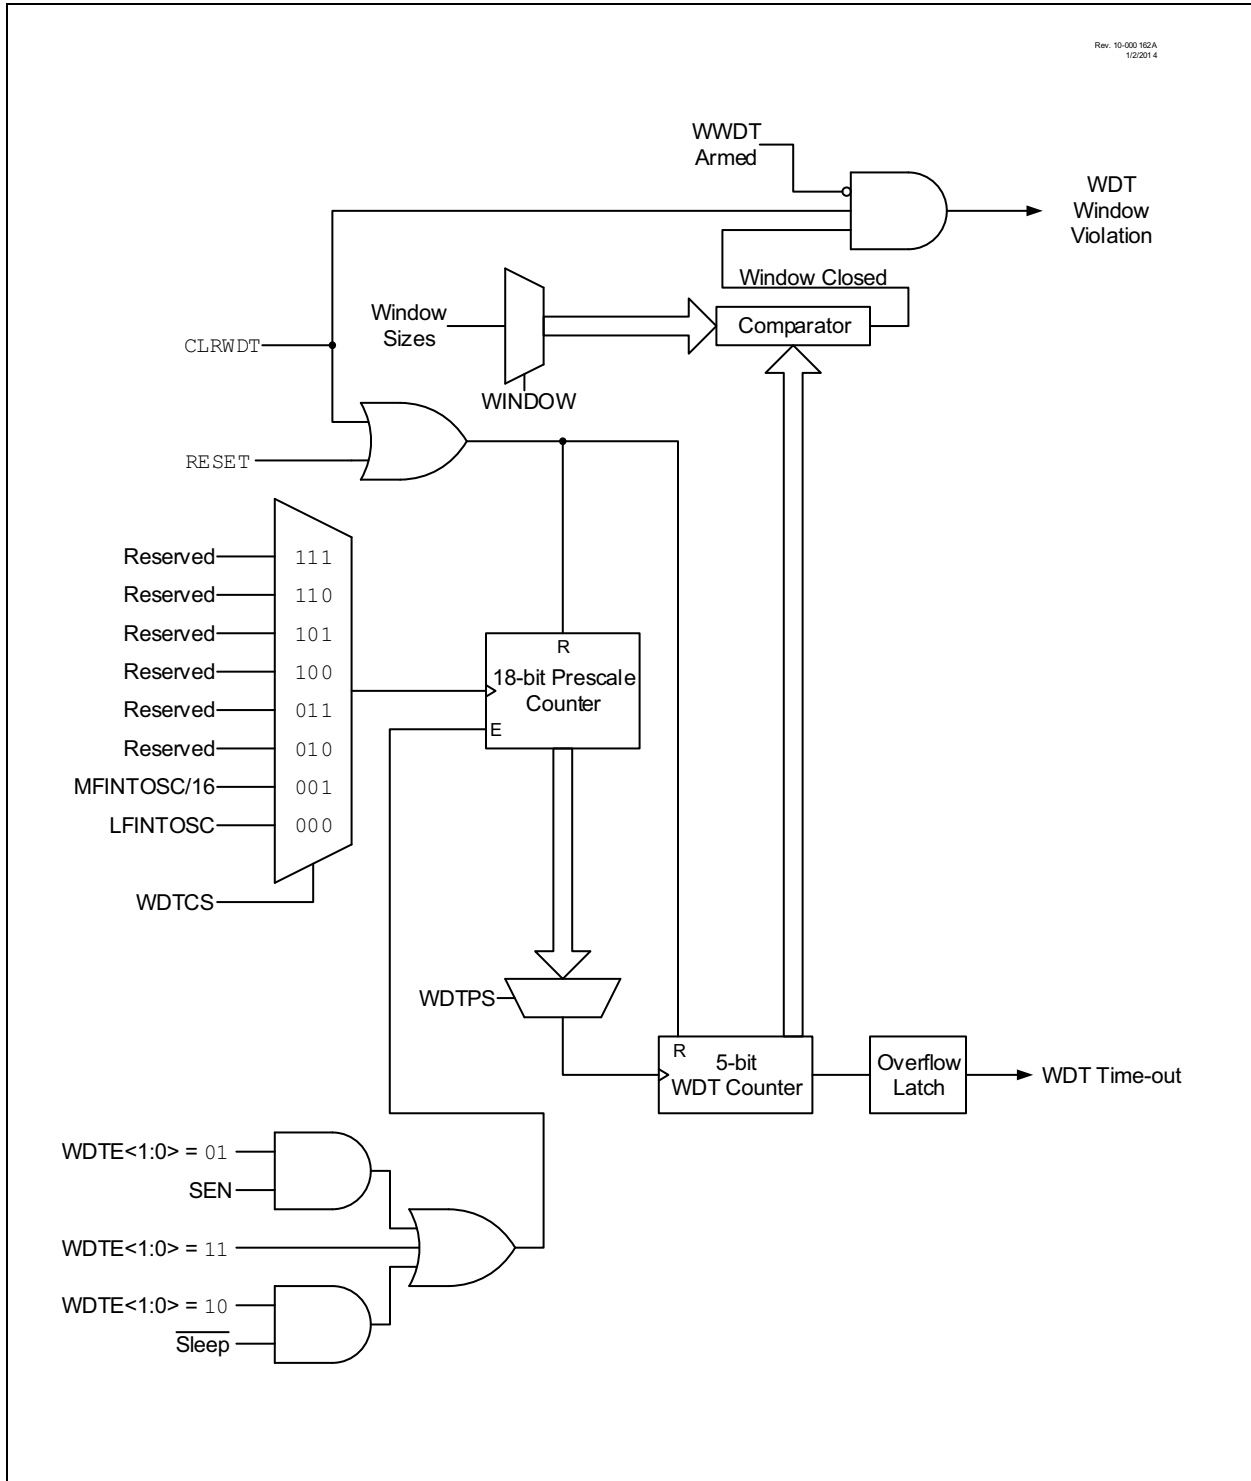 Rev. 10-000 162A
1/2/201 4
WWDT
Armed
WDT
Window
Violation
Window Closed
Window
Sizes
Comparator
CLRWDT
WINDOW
RESET
Reserved 111
Reserved 110
Reserved 101
Reserved 100
Reserved 011
Reserved 010
MFINTOSC/16 001
LFINTOSC 000
WDTCS
R
18-bit Prescale
Counter
E
WDTPS
R
5-bit
WDT Counter
Overflow
Latch
WDT Time-out
WDTE<1:0> = 01
SEN
WDTE<1:0> = 11
WDTE<1:0> = 10
Sleep